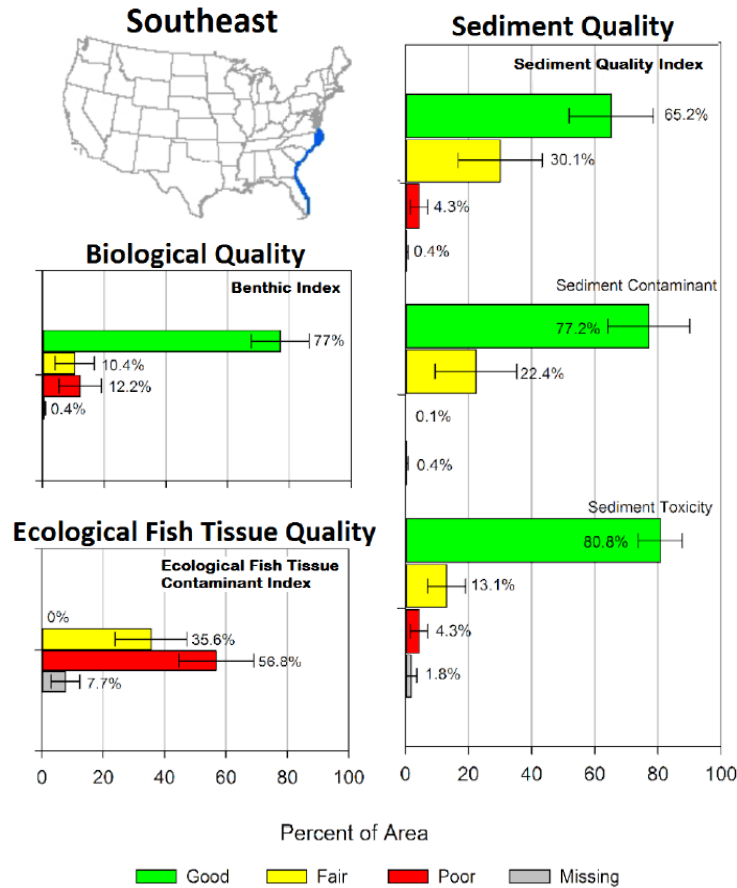 Southeast
Biological Quality
Benthic Index
77%
10.4%
12.2%
0.4%
Ecological Fish Tissue Quality
Ecological Fish Tissue
Contaminant Index
0%
35.6%
56.8%
7.7%
0 20 40 60 80 100
Sediment Quality
Sediment Quality Index
65.2%
30.1%
4.3%
0.4%
Sediment Contaminant
77.2%
22.4%
0.1%
0.4%
Sediment Toxicity
80.8%
13.1%
4.3%
1.8%
0 20 40 60 80 100
Percent of Area
Good Fair Poor Missing